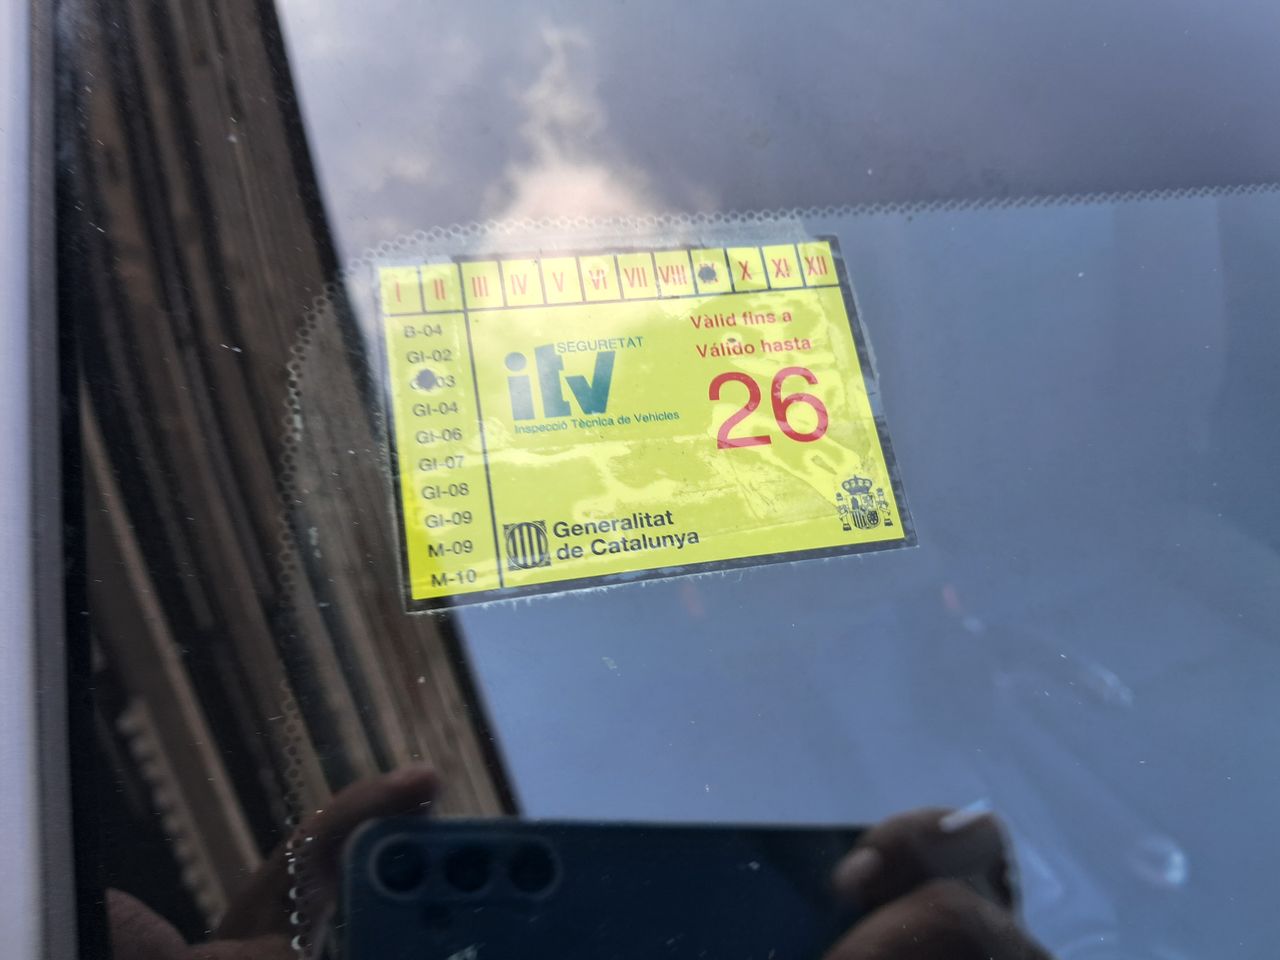 I II III IV V VI VII VIII IX X XI XII
B-04
GI-02
GI-04
GI-06
GI-07
GI-08
GI-09
M-09
M-10
SEGURETAT
itv
Inspecció Tècnica de Vehicles
Vàlid fins a
Válido hasta
26
Generalitat
de Catalunya